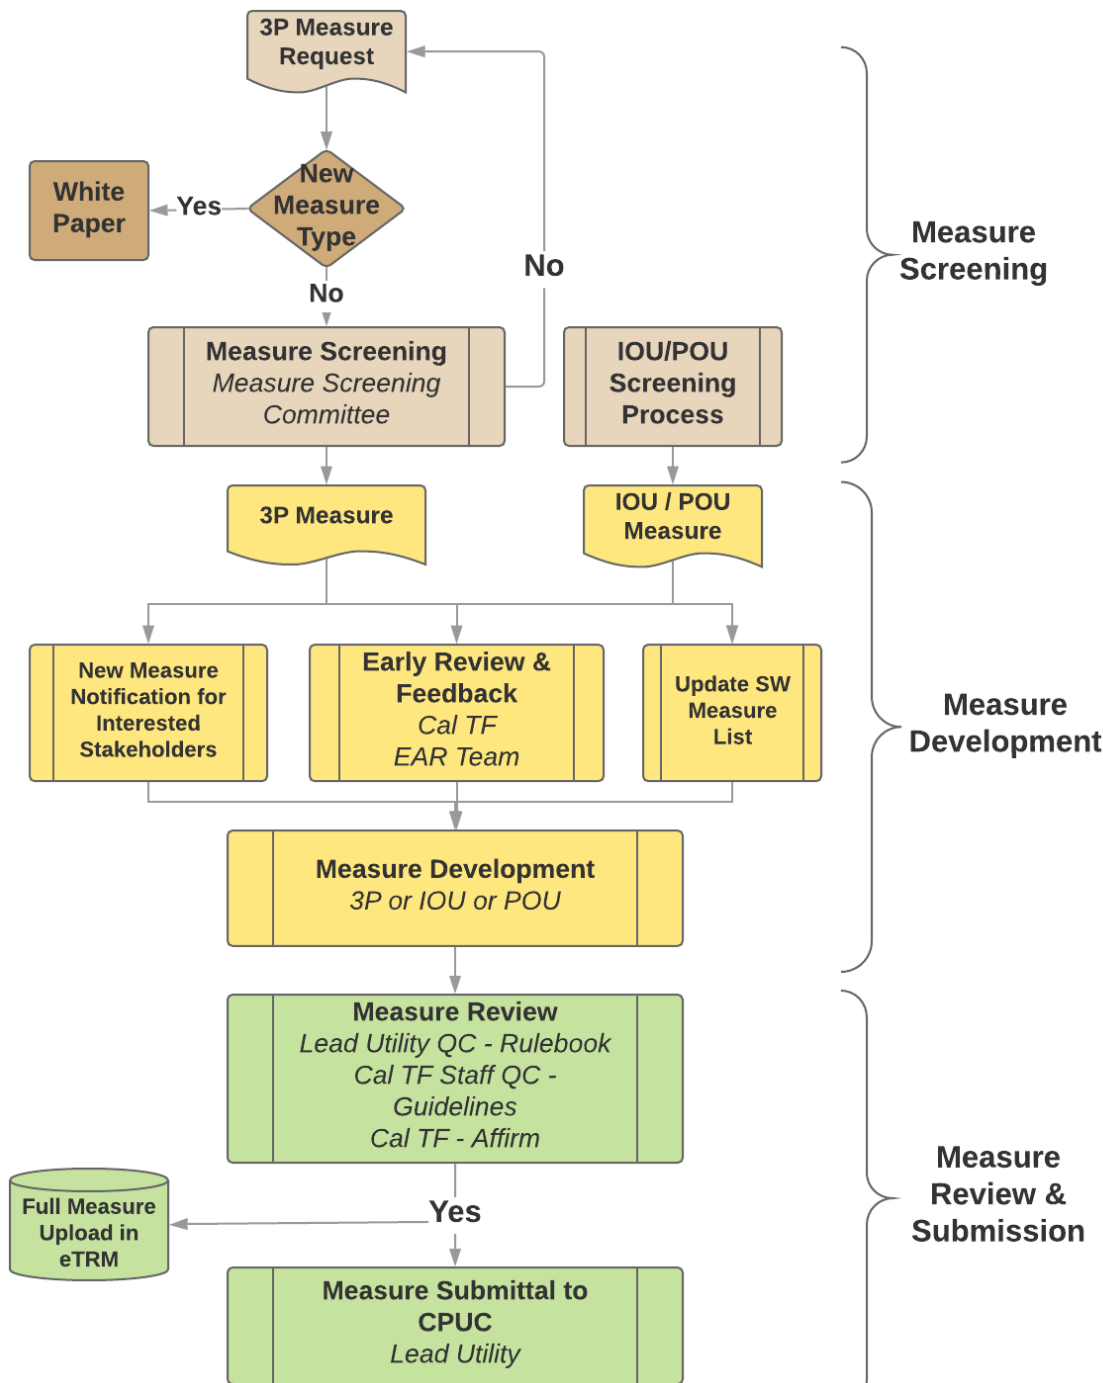 3P Measure
Request
New
Measure
Type
Yes
White
Paper
No
No
Measure Screening
Measure Screening
Committee
IOU/POU
Screening
Process
Measure
Screening
3P Measure
IOU / POU
Measure
New Measure
Notification for
Interested
Stakeholders
Early Review &
Feedback
Cal TF
EAR Team
Update SW
Measure
List
Measure
Development
Measure Development
3P or IOU or POU
Measure Review
Lead Utility QC - Rulebook
Cal TF Staff QC -
Guidelines
Cal TF - Affirm
Yes
Full Measure
Upload in
eTRM
Measure
Review &
Submission
Measure Submittal to
CPUC
Lead Utility